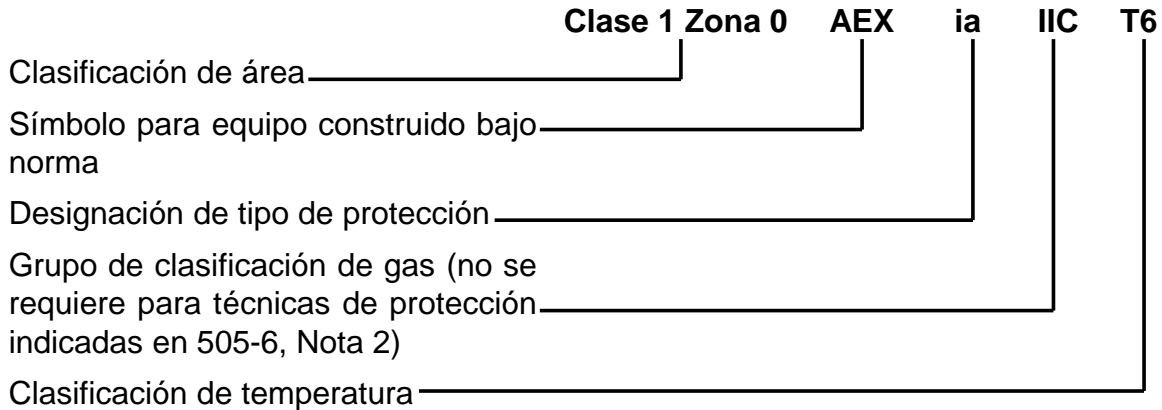 Clase 1 Zona 0 AEX ia IIC T6
Clasificación de área
Símbolo para equipo construido bajo
norma
Designación de tipo de protección
Grupo de clasificación de gas (no se
requiere para técnicas de protección
indicadas en 505-6, Nota 2)
Clasificación de temperatura